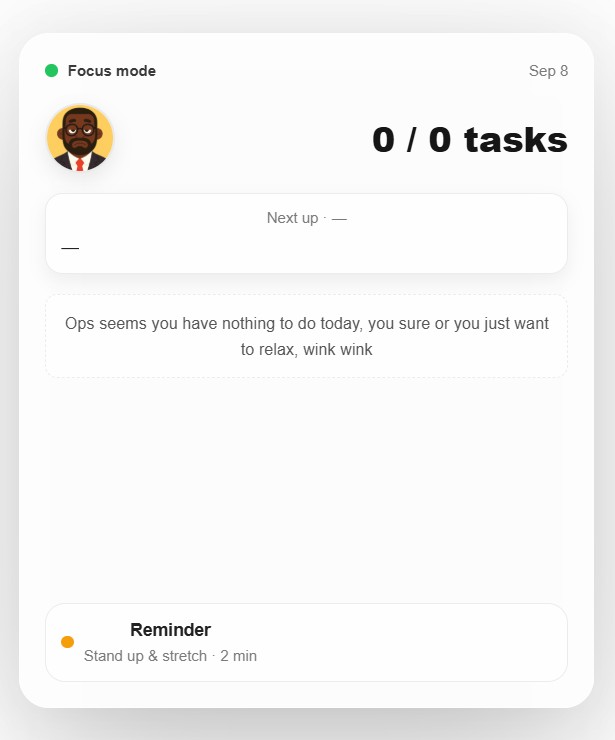 Focus mode
Sep 8
0 / 0 tasks
Next up · —
—
Ops seems you have nothing to do today, you sure or you just want
to relax, wink wink
Reminder
Stand up & stretch · 2 min